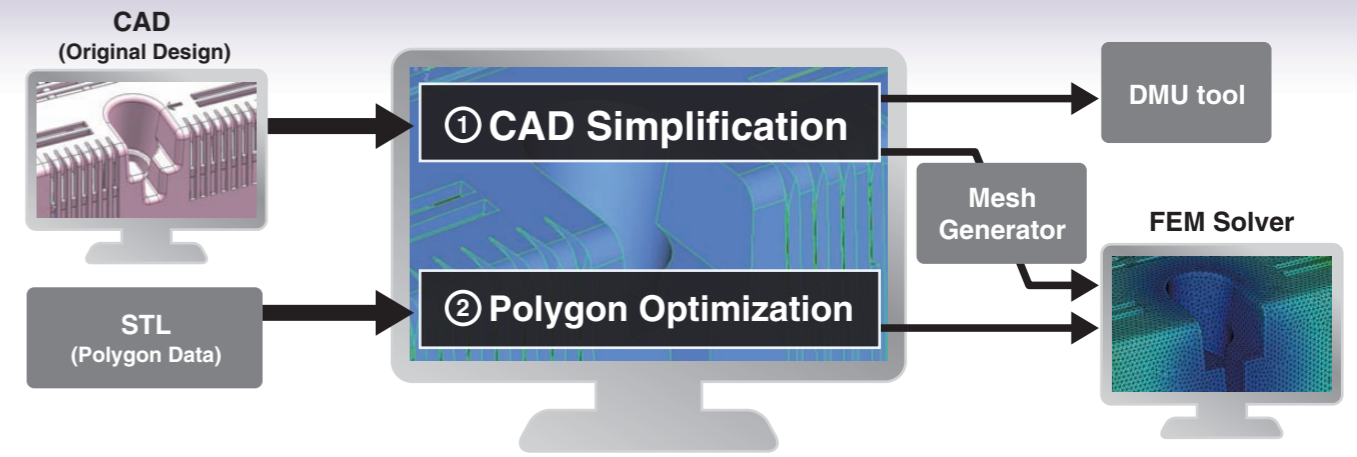 CAD
(Original Design)
① CAD Simplification
DMU tool
Mesh
Generator
FEM Solver
STL
(Polygon Data)
② Polygon Optimization